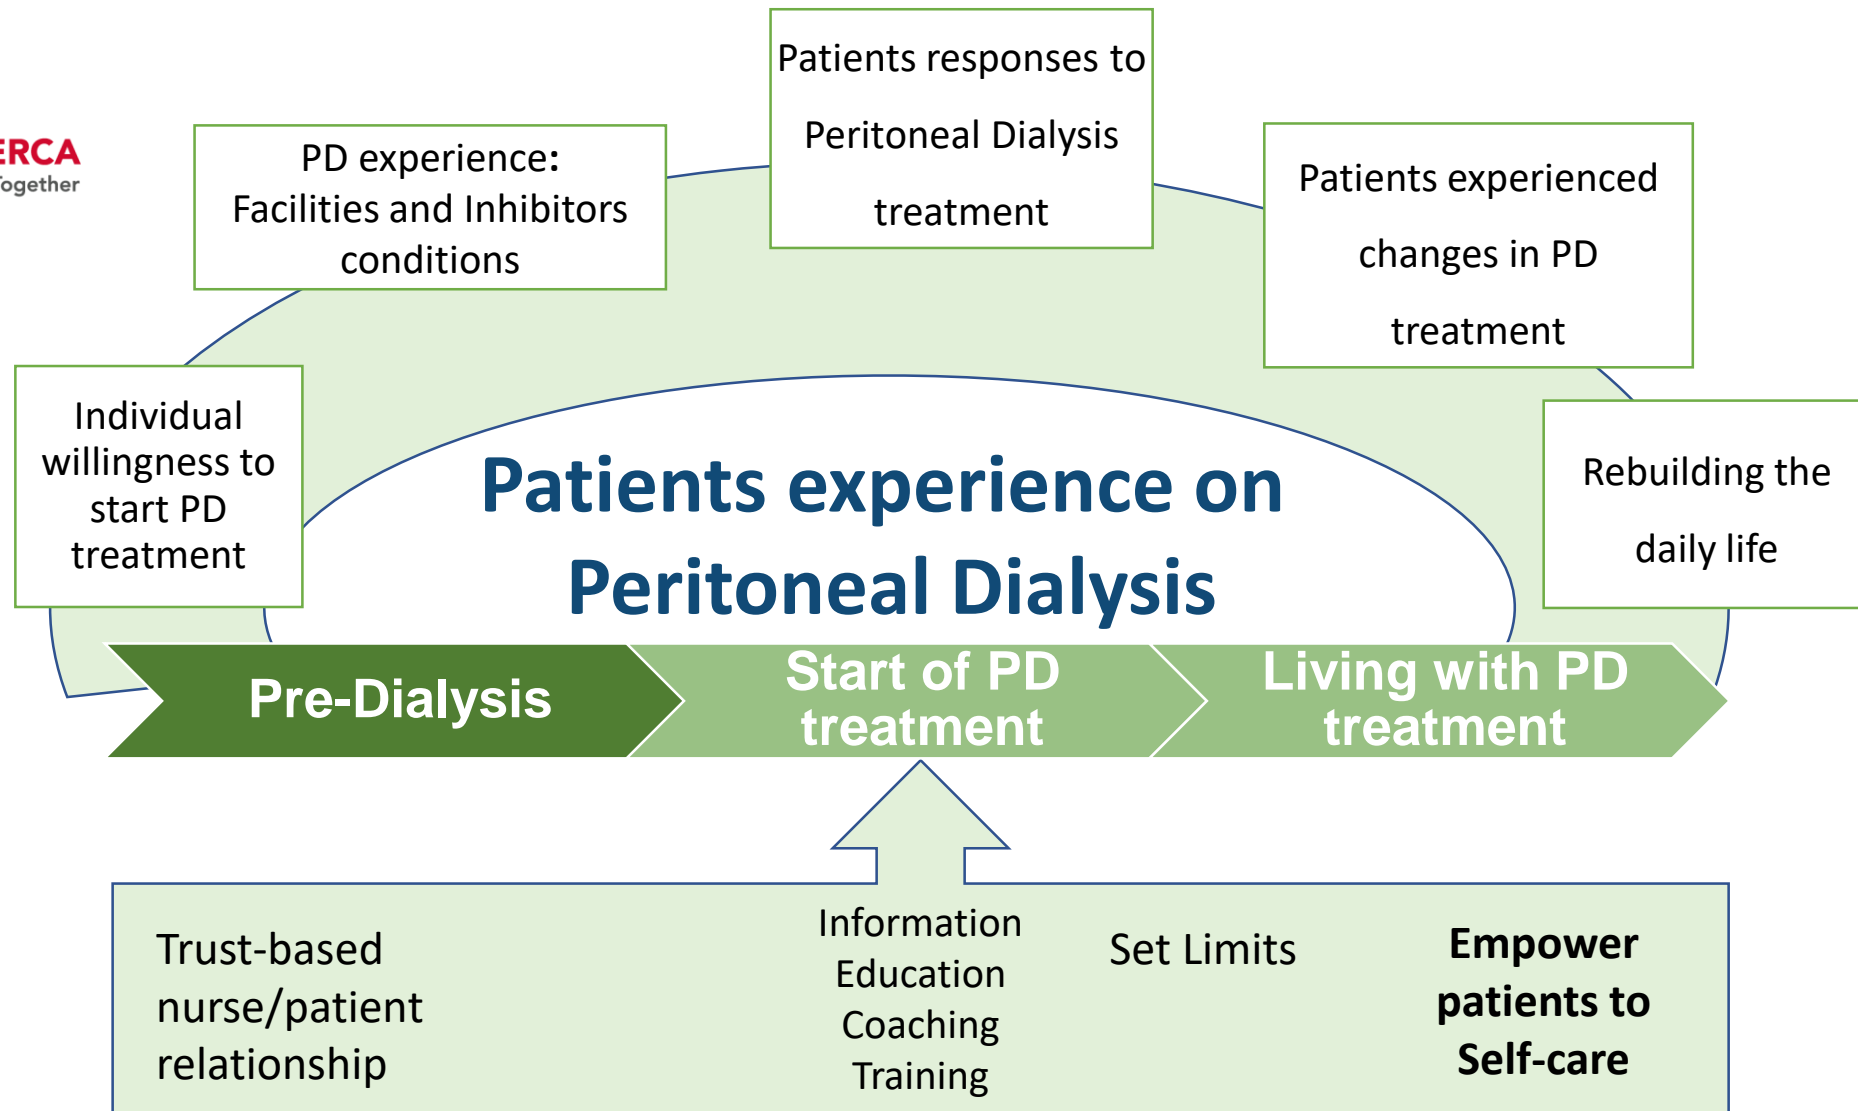 ERCA
Together
Patients responses to
Peritoneal Dialysis
treatment
PD experience:
Facilities and Inhibitors
conditions
Patients experienced
changes in PD
treatment
Individual
willingness to
start PD
treatment
Rebuilding the
daily life
Patients experience on
Peritoneal Dialysis
Pre-Dialysis
Start of PD
treatment
Living with PD
treatment
Trust-based
nurse/patient
relationship
Information
Education
Coaching
Training
Set Limits
Empower
patients to
Self-care